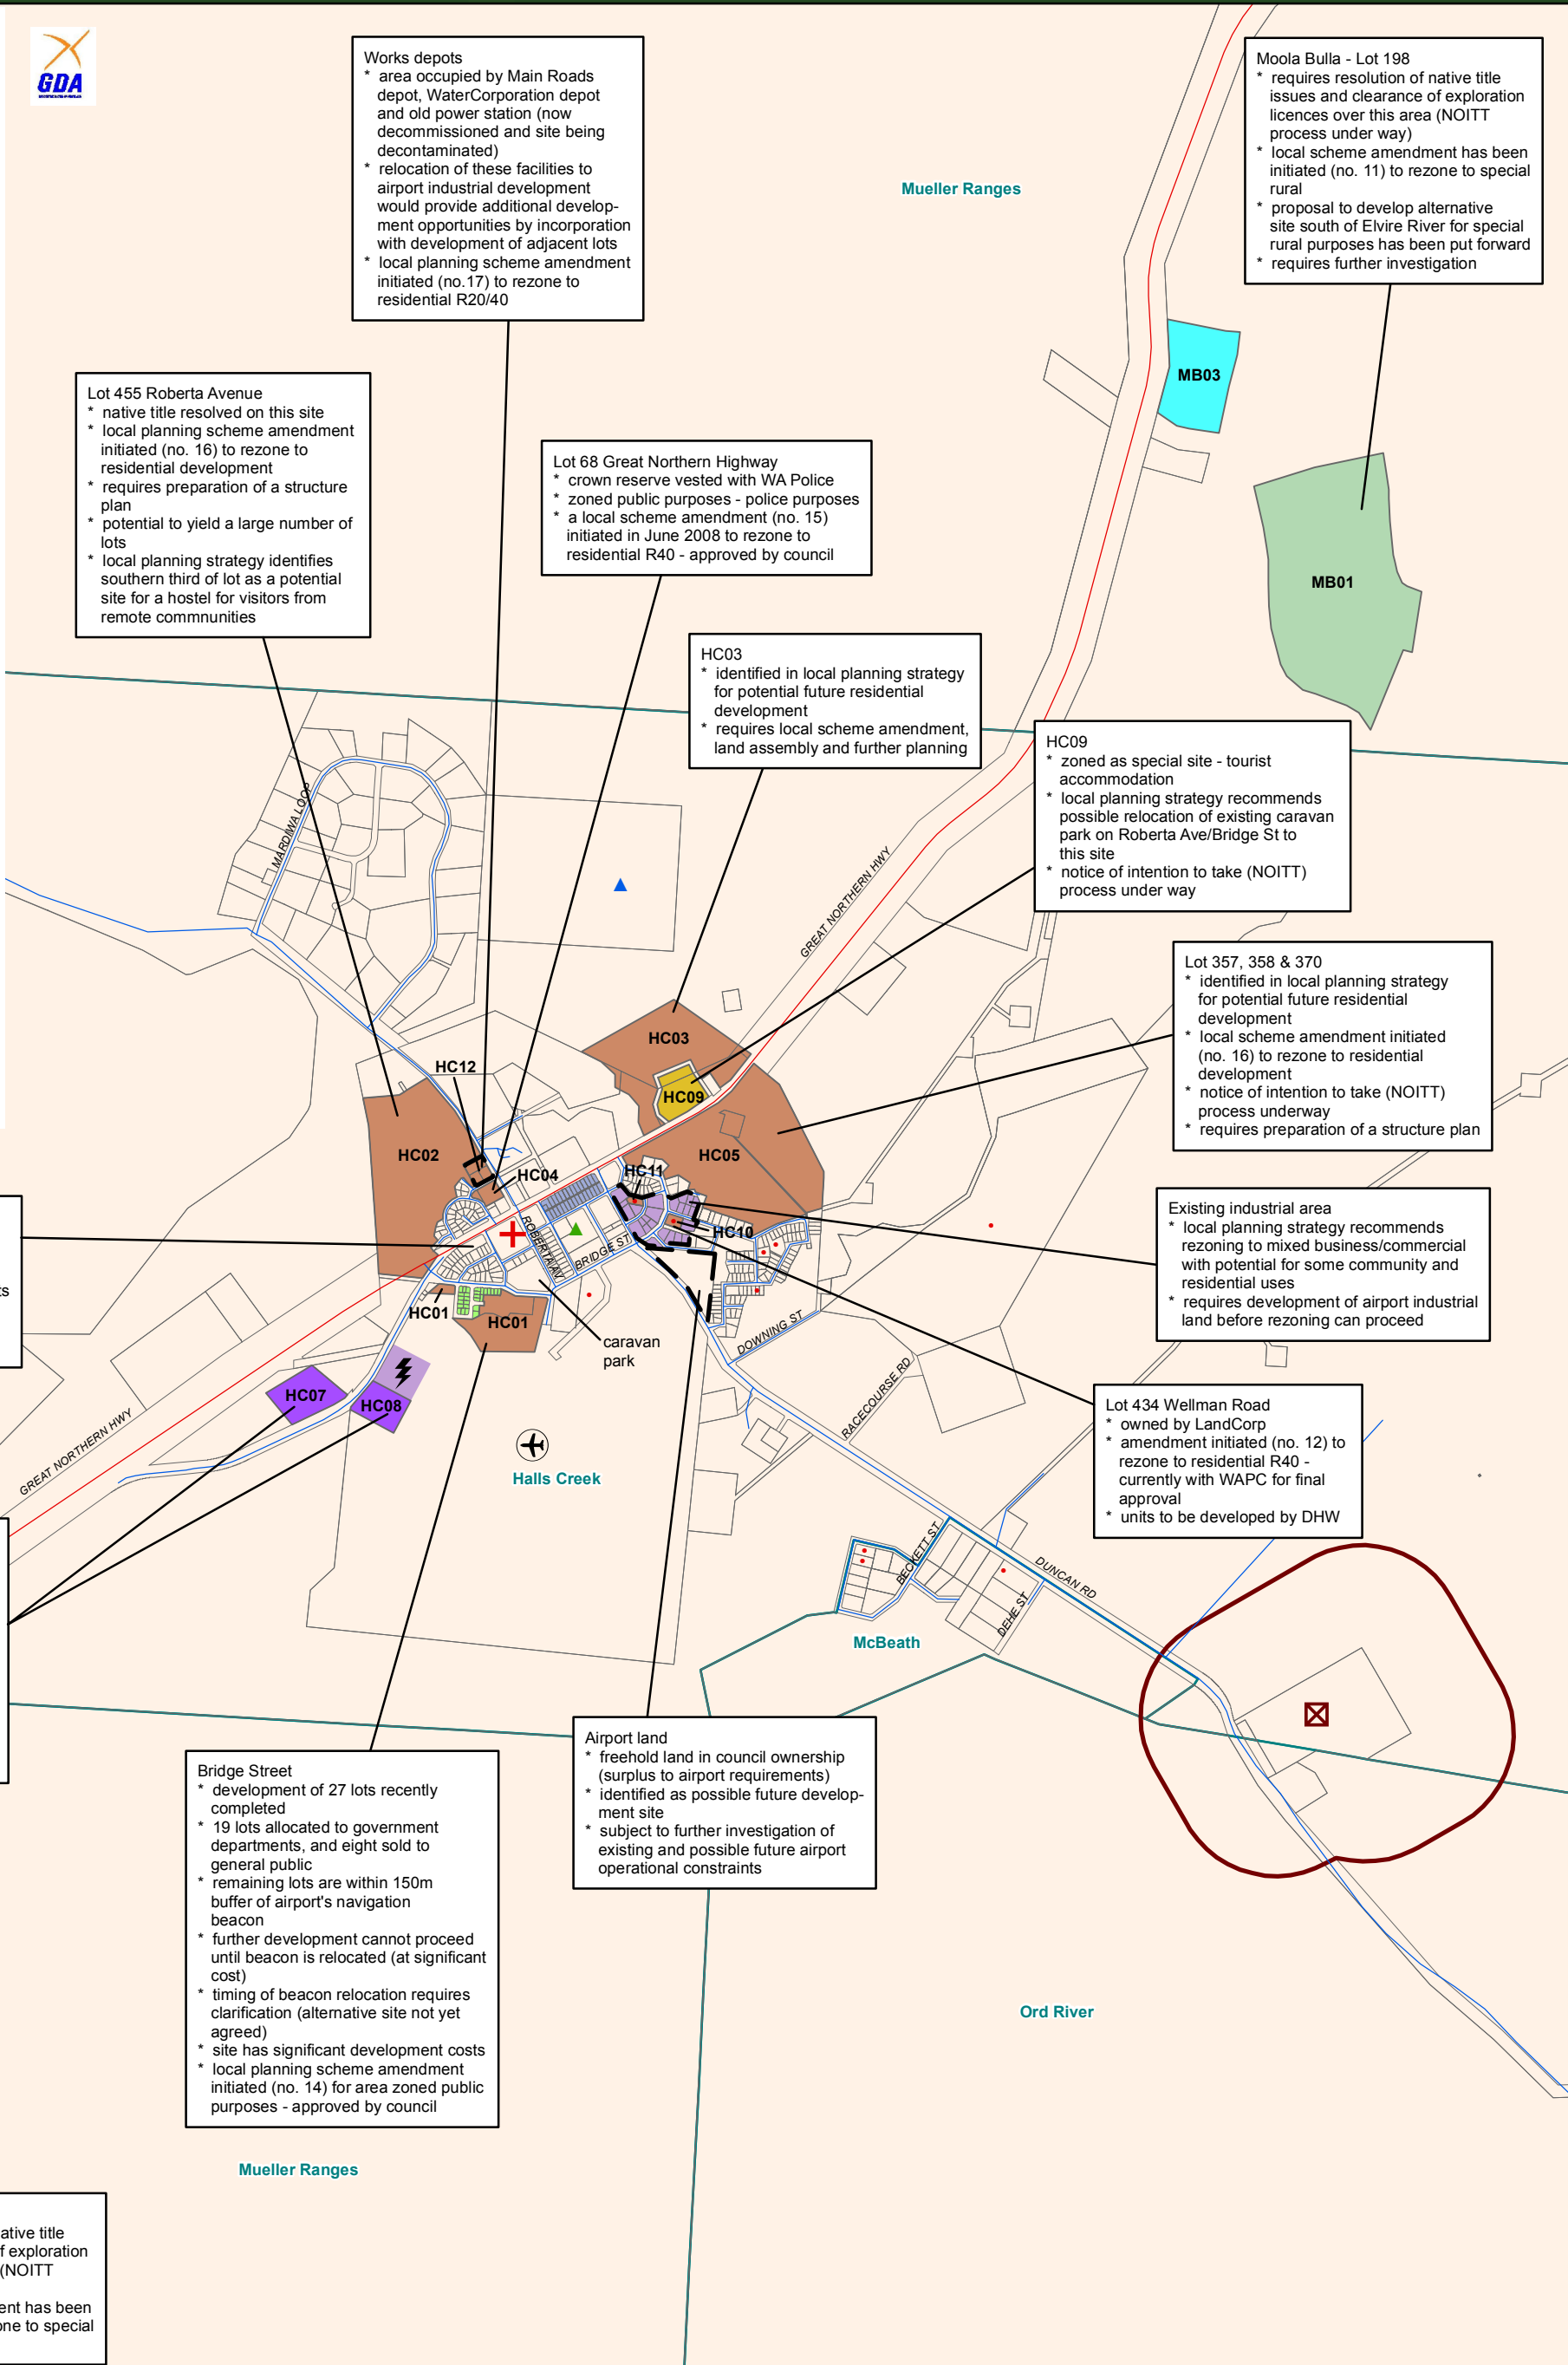 GDA
Works depots
* area occupied by Main Roads
depot, WaterCorporation depot
and old power station (now
decommissioned and site being
decontaminated)
* relocation of these facilities to
airport industrial development
would provide additional develop-
ment opportunities by incorporation
with development of adjacent lots
* local planning scheme amendment
initiated (no.17) to rezone to
residential R20/40
Moola Bulla - Lot 198
* requires resolution of native title
issues and clearance of exploration
licences over this area (NOITT
process under way)
* local scheme amendment has been
initiated (no. 11) to rezone to special
rural
* proposal to develop alternative
site south of Elvire River for special
rural purposes has been put forward
* requires further investigation
Mueller Ranges
MB03
MB01
Lot 455 Roberta Avenue
* native title resolved on this site
* local planning scheme amendment
initiated (no. 16) to rezone to
residential development
* requires preparation of a structure
plan
* potential to yield a large number of
lots
* local planning strategy identifies
southern third of lot as a potential
site for a hostel for visitors from
remote commnunities
Lot 68 Great Northern Highway
* crown reserve vested with WA Police
* zoned public purposes - police purposes
* a local scheme amendment (no. 15)
initiated in June 2008 to rezone to
residential R40 - approved by council
HC03
* identified in local planning strategy
for potential future residential
development
* requires local scheme amendment,
land assembly and further planning
HC09
* zoned as special site - tourist
accommodation
* local planning strategy recommends
possible relocation of existing caravan
park on Roberta Ave/Bridge St to
this site
* notice of intention to take (NOITT)
process under way
MARDIWA LOOP
GREAT NORTHERN HWY
Lot 357, 358 & 370
* identified in local planning strategy
for potential future residential
development
* local scheme amendment initiated
(no. 16) to rezone to residential
development
* notice of intention to take (NOITT)
process underway
* requires preparation of a structure plan
HC03
HC12
HC09
HC02
HC05
HC04
HC11
HC10
ROBERTA AV
BRIDGE ST
Existing industrial area
* local planning strategy recommends
rezoning to mixed business/commercial
with potential for some community and
residential uses
* requires development of airport industrial
land before rezoning can proceed
ts
HC01
HC01
caravan
park
DOWNING ST
RACECOURSE RD
HC07
HC08
GREAT NORTHERN HWY
Halls Creek
Lot 434 Wellman Road
* owned by LandCorp
* amendment initiated (no. 12) to
rezone to residential R40 -
currently with WAPC for final
approval
* units to be developed by DHW
BECKETT ST
DUNCAN RD
DEHE ST
McBeath
Airport land
* freehold land in council ownership
(surplus to airport requirements)
* identified as possible future develop-
ment site
* subject to further investigation of
existing and possible future airport
operational constraints
Bridge Street
* development of 27 lots recently
completed
* 19 lots allocated to government
departments, and eight sold to
general public
* remaining lots are within 150m
buffer of airport's navigation
beacon
* further development cannot proceed
until beacon is relocated (at significant
cost)
* timing of beacon relocation requires
clarification (alternative site not yet
agreed)
* site has significant development costs
* local planning scheme amendment
initiated (no. 14) for area zoned public
purposes - approved by council
Ord River
Mueller Ranges
ative title
f exploration
(NOITT
ent has been
one to special